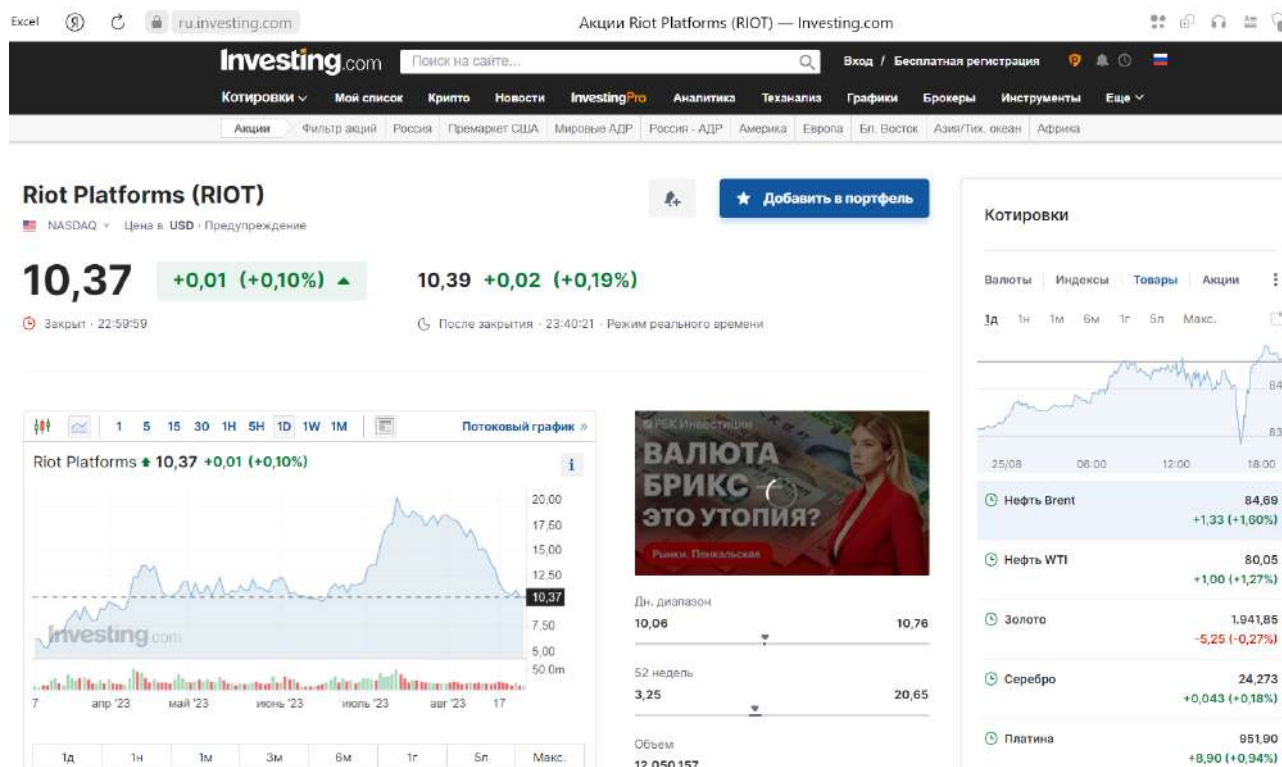 Excel
ru.investing.com
Акции Riot Platforms (RIOT) — Investing.com
Investing.com
Поиск на сайте...
Вход / Бесплатная регистрация
Котировки
Мой список
Крипто
Новости
InvestingPro
Аналитика
Теханализ
Графики
Брокеры
Инструменты
Еще
Акции
Фильтр акций
Россия
Премаркет США
Мировые АДР
Россия - АДР
Америка
Европа
Бл. Восток
Азия/Тих. океан
Африка
Riot Platforms (RIOT)
NASDAQ
Цена в USD · Предупреждение
Добавить в портфель
10,37
+0,01 (+0,10%)
10,39 +0,02 (+0,19%)
Закрыт · 22:59:59
После закрытия · 23:40:21 · Режим реального времени
1 5 15 30 1H 5H 1D 1W 1M
Потоковый график »
Riot Platforms 10,37 +0,01 (+0,10%)
20,00
17,50
15,00
12,50
10,37
7,50
5,00
50.0m
Investing.com
7 апр '23 май '23 июнь '23 июль '23 авг '23 17
1д 1н 1м 3м 6м 1г 5л Макс.
РБК Инвестиции
ВАЛЮТА
БРИКС —
ЭТО УТОПИЯ?
Рынки. Пенкальская
Дн. диапазон
10,06 10,76
52 недель
3,25 20,65
Объем
12.050.157
Котировки
Валюты Индексы Товары Акции
1д 1н 1м 6м 1г 5л Макс.
84
83
25/08 06:00 12:00 18:00
Нефть Brent 84,69
+1,33 (+1,60%)
Нефть WTI 80,05
+1,00 (+1,27%)
Золото 1.941,85
-5,25 (-0,27%)
Серебро 24,273
+0,043 (+0,18%)
Платина 951,90
+8,90 (+0,94%)